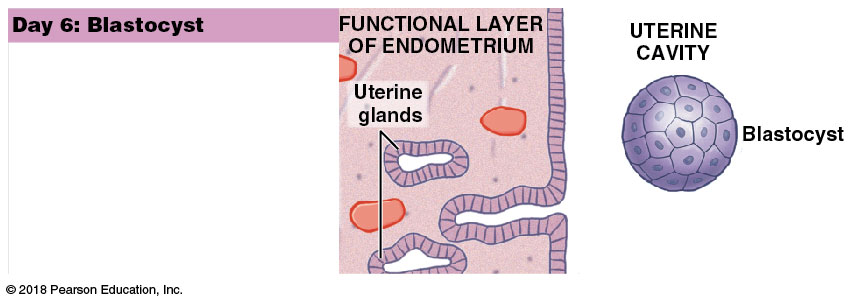 Day 6: Blastocyst
FUNCTIONAL LAYER
OF ENDOMETRIUM
Uterine
glands
UTERINE
CAVITY
Blastocyst
© 2018 Pearson Education, Inc.